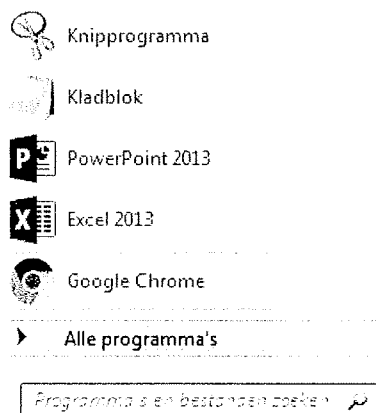 Knipprogramma
Kladblok
PowerPoint 2013
Excel 2013
Google Chrome
Alle programma's
Programma's en bestanden zoeken